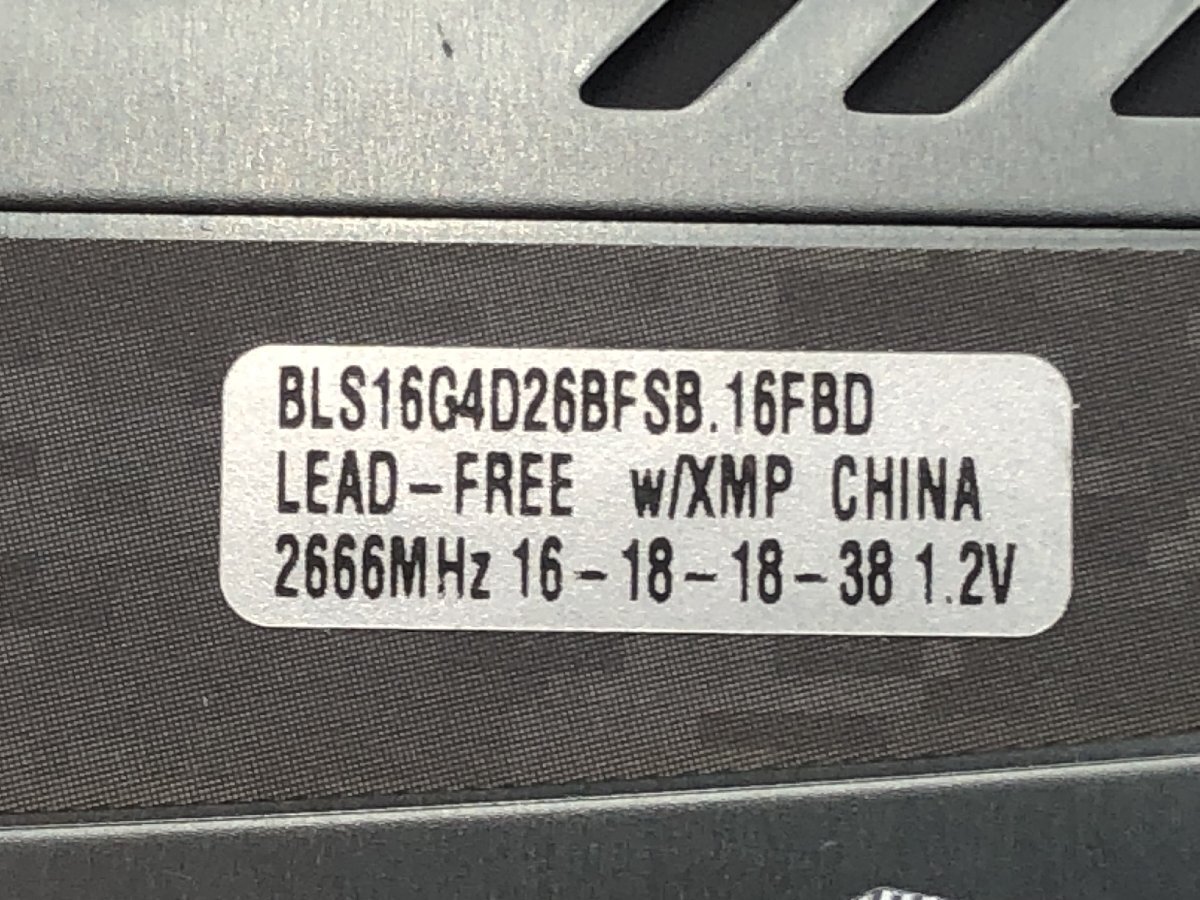 BLS16G4D26BFSB.16FBD
LEAD-FREE w/XMP CHINA
2666MHz 16-18-18-38 1.2V